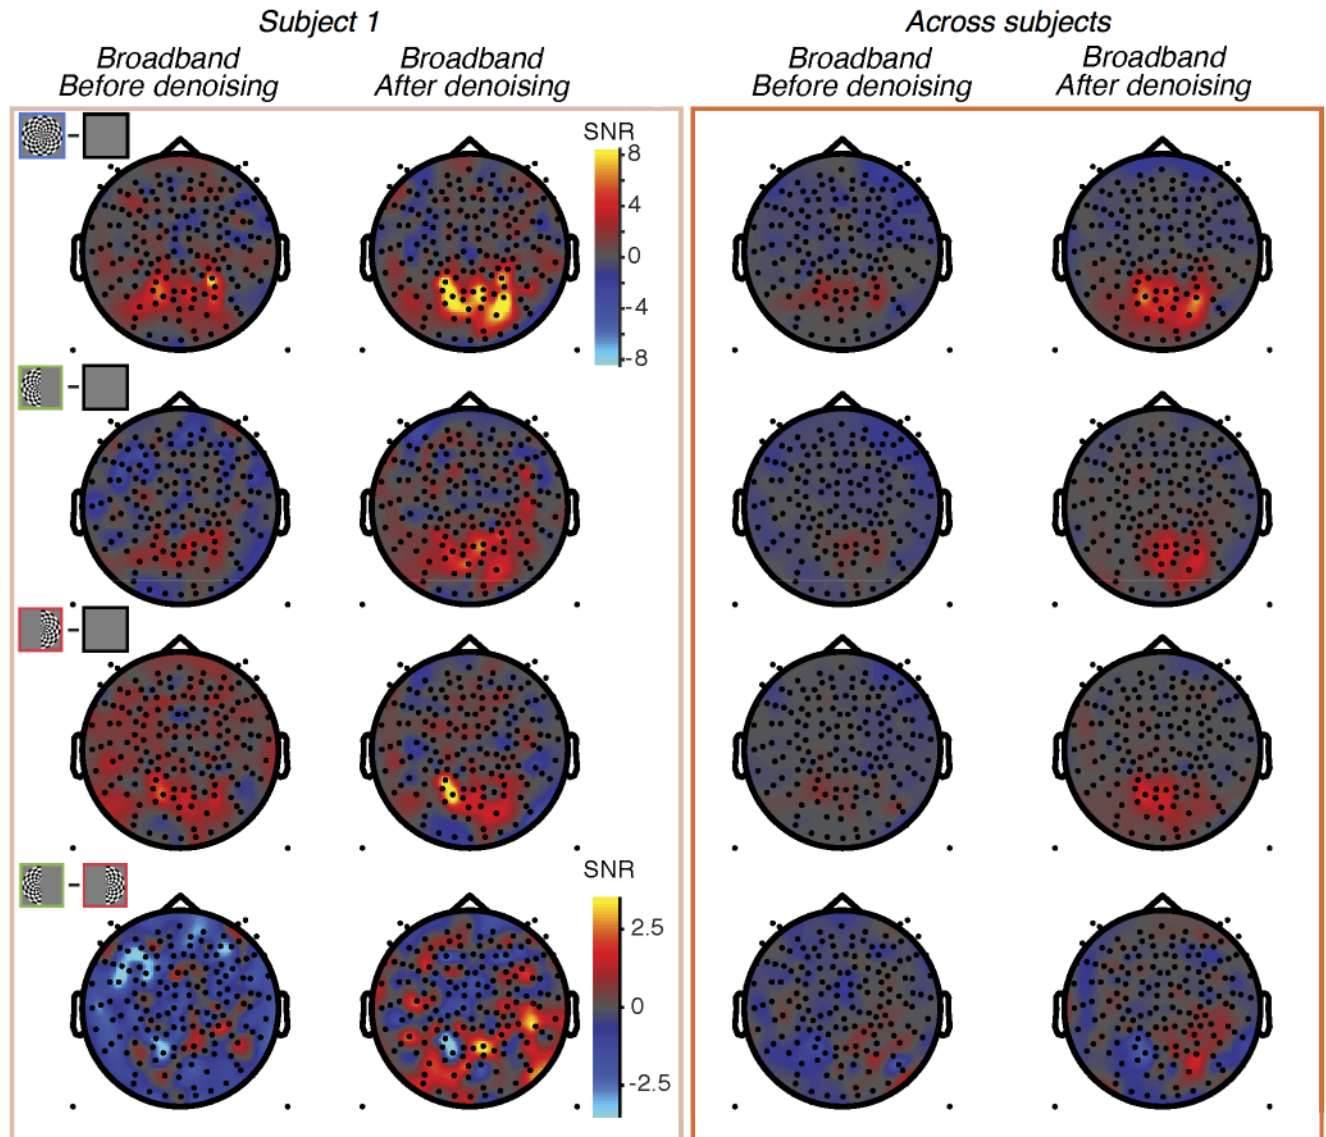 Subject 1
Across subjects
Broadband
Before denoising
Broadband
After denoising
Broadband
Before denoising
Broadband
After denoising
SNR
8
4
0
-4
-8
SNR
2.5
0
-2.5